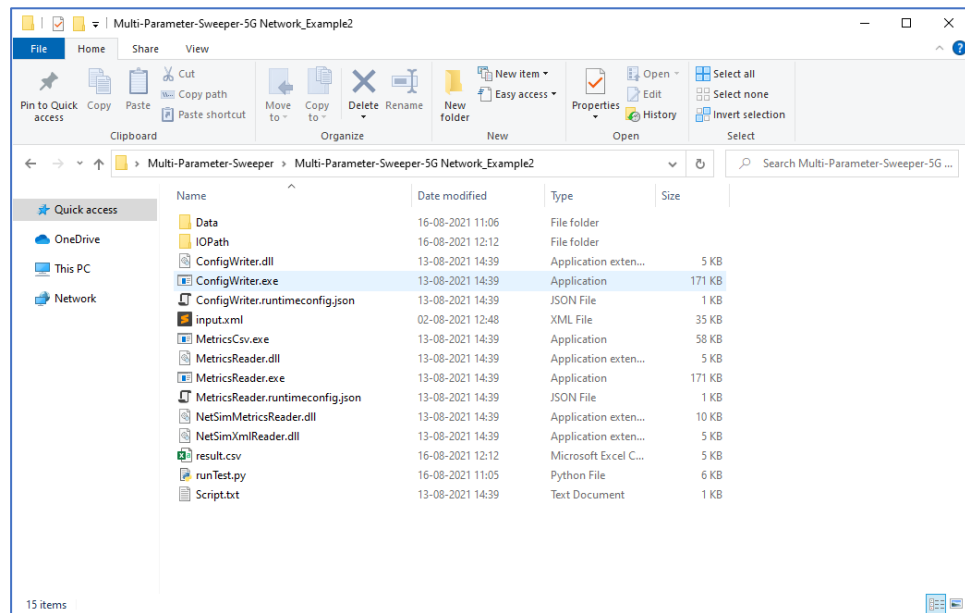 Multi-Parameter-Sweeper-5G Network_Example2
File Home Share View
Pin to Quick access
Copy
Paste
Cut
Copy path
Paste shortcut
Clipboard
Move to
Copy to
Delete
Rename
Organize
New folder
New item
Easy access
New
Properties
Open
Edit
History
Open
Select all
Select none
Invert selection
Select
Multi-Parameter-Sweeper > Multi-Parameter-Sweeper-5G Network_Example2
Search Multi-Parameter-Sweeper-5G ...
Quick access
OneDrive
This PC
Network
Name Date modified Type Size
Data 16-08-2021 11:06 File folder
IOPath 16-08-2021 12:12 File folder
ConfigWriter.dll 13-08-2021 14:39 Application exten... 5 KB
ConfigWriter.exe 13-08-2021 14:39 Application 171 KB
ConfigWriter.runtimeconfig.json 13-08-2021 14:39 JSON File 1 KB
input.xml 02-08-2021 12:48 XML File 35 KB
MetricsCsv.exe 13-08-2021 14:39 Application 58 KB
MetricsReader.dll 13-08-2021 14:39 Application exten... 5 KB
MetricsReader.exe 13-08-2021 14:39 Application 171 KB
MetricsReader.runtimeconfig.json 13-08-2021 14:39 JSON File 1 KB
NetSimMetricsReader.dll 13-08-2021 14:39 Application exten... 10 KB
NetSimXmlReader.dll 13-08-2021 14:39 Application exten... 5 KB
result.csv 16-08-2021 12:12 Microsoft Excel C... 5 KB
runTest.py 16-08-2021 11:05 Python File 6 KB
Script.txt 13-08-2021 14:39 Text Document 1 KB
15 items